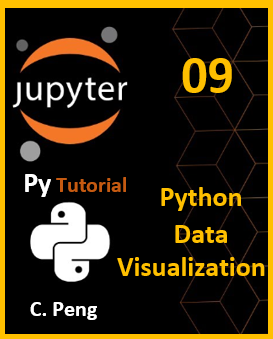 jupyter
09
Py Tutorial
Python
Data
Visualization
C. Peng